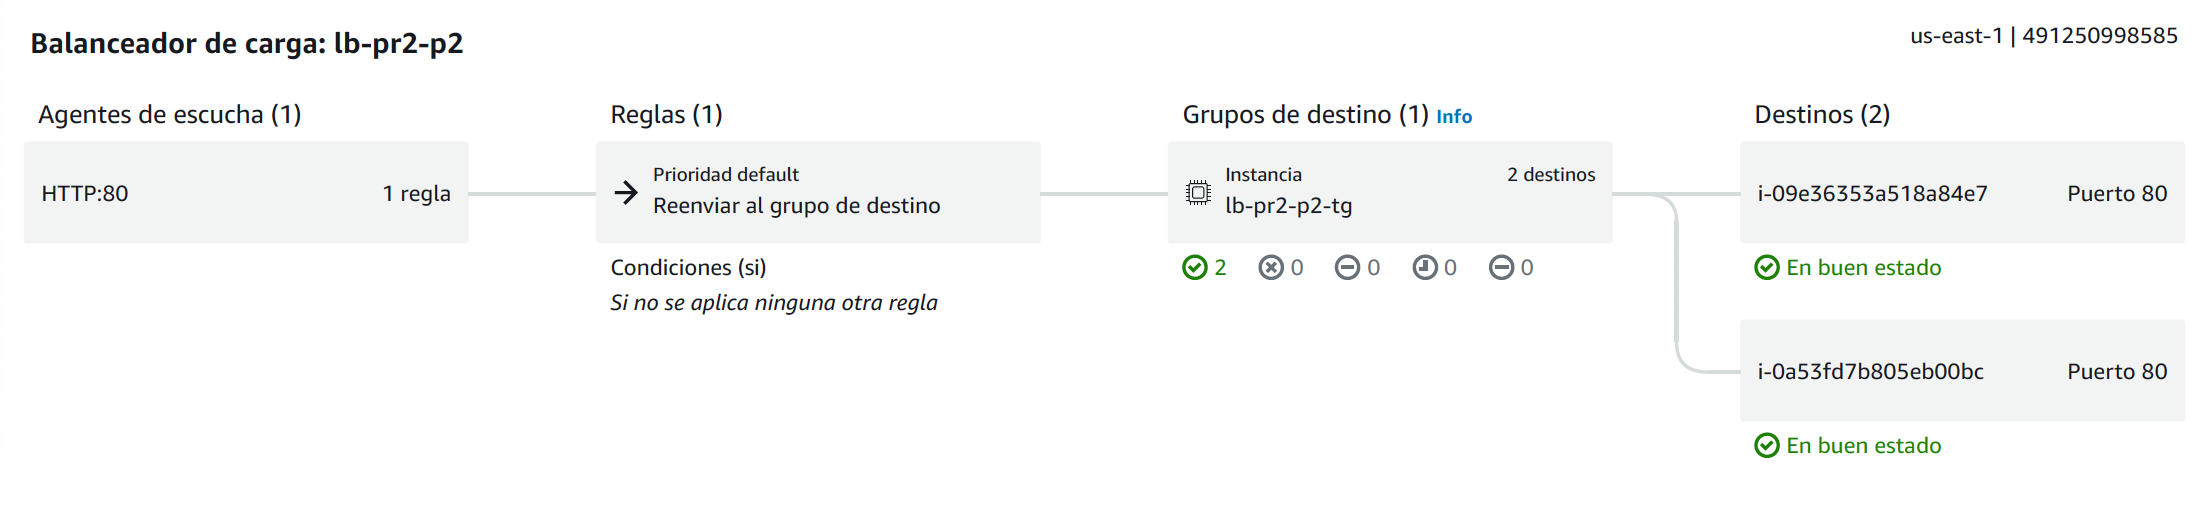 Balanceador de carga: lb-pr2-p2
us-east-1 | 491250998585
Agentes de escucha (1)
HTTP:80 1 regla
Reglas (1)
Prioridad default
Reenviar al grupo de destino
Condiciones (si)
Si no se aplica ninguna otra regla
Grupos de destino (1) Info
Instancia 2 destinos
lb-pr2-p2-tg
2 0 0 0 0
Destinos (2)
i-09e36353a518a84e7 Puerto 80
En buen estado
i-0a53fd7b805eb00bc Puerto 80
En buen estado